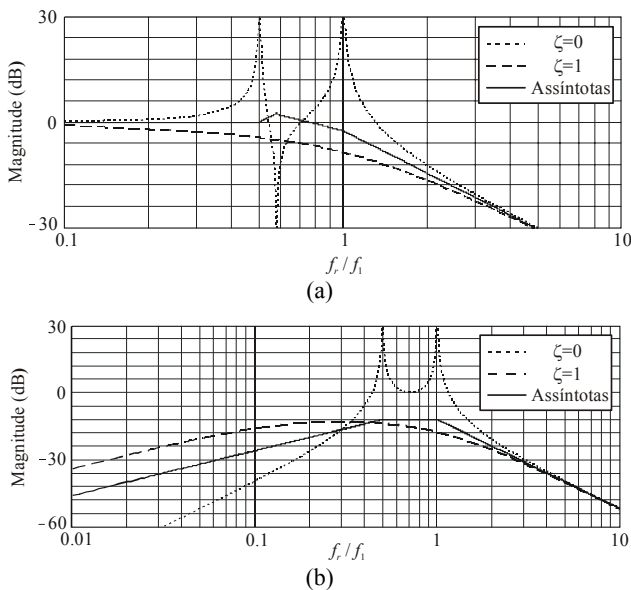 30
ζ=0
ζ=1
Assíntotas
Magnitude (dB)
0
-30
0.1
1
10
f_r / f_1
(a)
30
ζ=0
ζ=1
Assíntotas
Magnitude (dB)
0
-30
-60
0.01
0.1
1
10
f_r / f_1
(b)